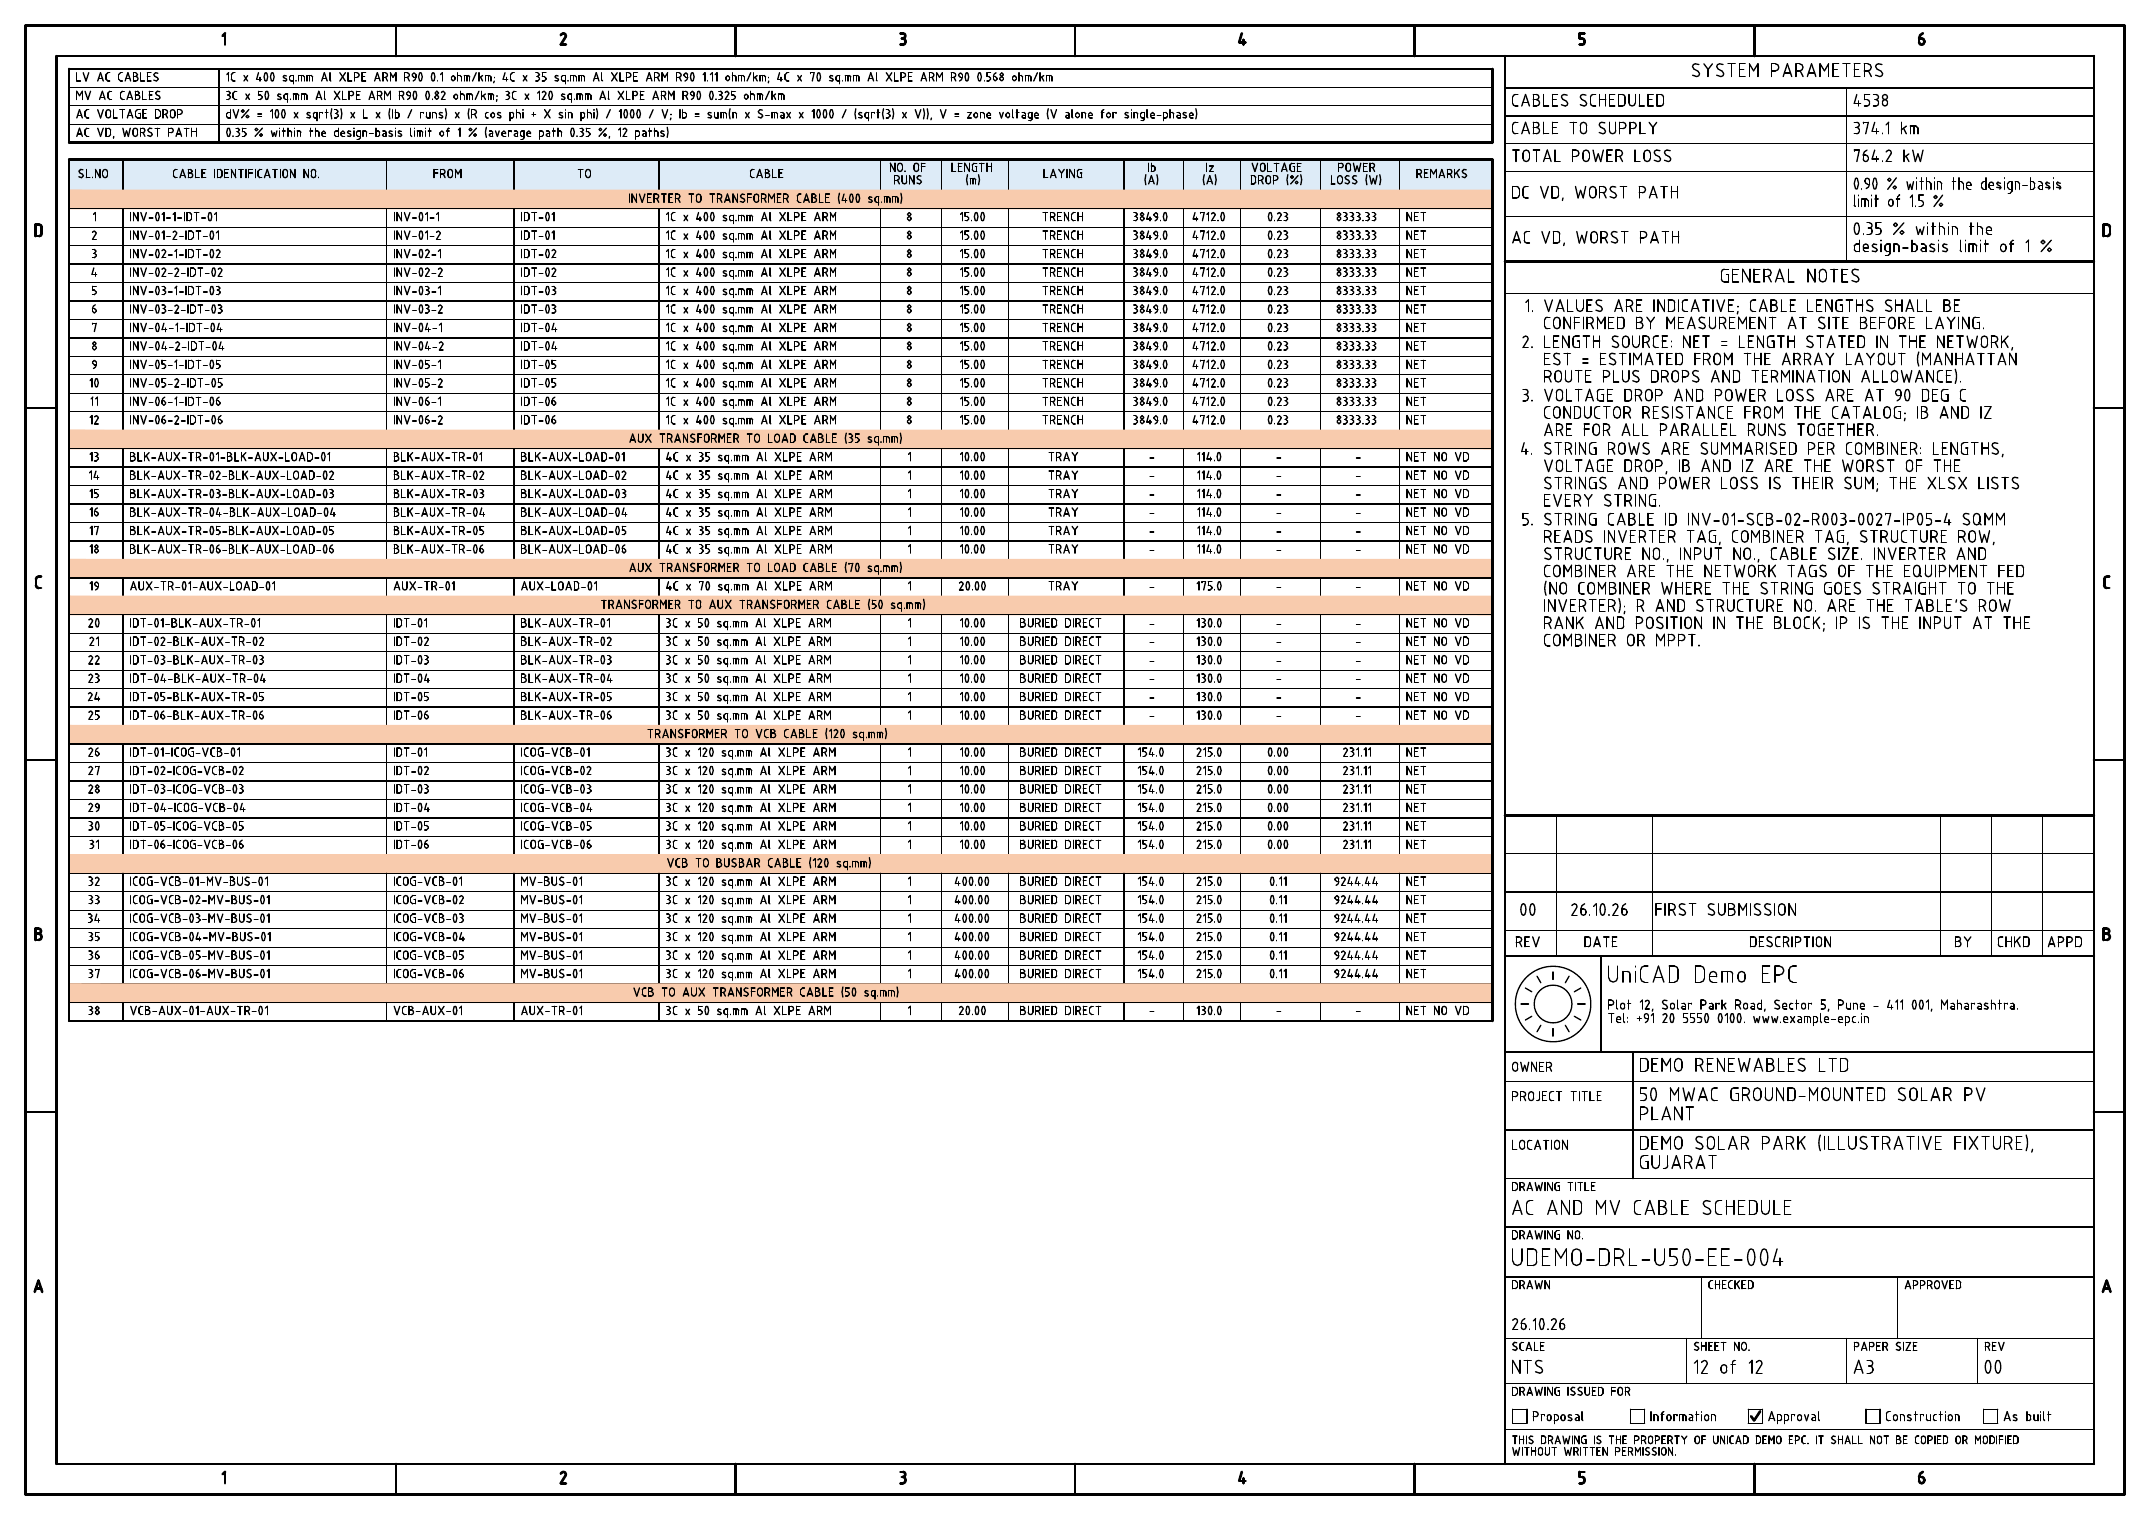 1 2 3 4 5 6
LV AC CABLES 1C x 400 sq.mm Al XLPE ARM R90 0.1 ohm/km; 4C x 35 sq.mm Al XLPE ARM R90 1.11 ohm/km; 4C x 70 sq.mm Al XLPE ARM R90 0.568 ohm/km
MV AC CABLES 3C x 50 sq.mm Al XLPE ARM R90 0.82 ohm/km; 3C x 120 sq.mm Al XLPE ARM R90 0.325 ohm/km
AC VOLTAGE DROP dV% = 100 x sqrt(3) x L x (Ib / runs) x (R cos phi + X sin phi) / 1000 / V; Ib = sum(n x S-max x 1000 / (sqrt(3) x V)), V = zone voltage (V alone for single-phase)
AC VD, WORST PATH 0.35 % within the design-basis limit of 1 % (average path 0.35 %, 12 paths)
SL.NO CABLE IDENTIFICATION NO. FROM TO CABLE NO. OF RUNS LENGTH (m) LAYING Ib (A) Iz (A) VOLTAGE DROP (%) POWER LOSS (W) REMARKS
INVERTER TO TRANSFORMER CABLE (400 sq.mm)
1 INV-01-1-IDT-01 INV-01-1 IDT-01 1C x 400 sq.mm Al XLPE ARM 8 15.00 TRENCH 3849.0 4712.0 0.23 8333.33 NET
2 INV-01-2-IDT-01 INV-01-2 IDT-01 1C x 400 sq.mm Al XLPE ARM 8 15.00 TRENCH 3849.0 4712.0 0.23 8333.33 NET
3 INV-02-1-IDT-02 INV-02-1 IDT-02 1C x 400 sq.mm Al XLPE ARM 8 15.00 TRENCH 3849.0 4712.0 0.23 8333.33 NET
4 INV-02-2-IDT-02 INV-02-2 IDT-02 1C x 400 sq.mm Al XLPE ARM 8 15.00 TRENCH 3849.0 4712.0 0.23 8333.33 NET
5 INV-03-1-IDT-03 INV-03-1 IDT-03 1C x 400 sq.mm Al XLPE ARM 8 15.00 TRENCH 3849.0 4712.0 0.23 8333.33 NET
6 INV-03-2-IDT-03 INV-03-2 IDT-03 1C x 400 sq.mm Al XLPE ARM 8 15.00 TRENCH 3849.0 4712.0 0.23 8333.33 NET
7 INV-04-1-IDT-04 INV-04-1 IDT-04 1C x 400 sq.mm Al XLPE ARM 8 15.00 TRENCH 3849.0 4712.0 0.23 8333.33 NET
8 INV-04-2-IDT-04 INV-04-2 IDT-04 1C x 400 sq.mm Al XLPE ARM 8 15.00 TRENCH 3849.0 4712.0 0.23 8333.33 NET
9 INV-05-1-IDT-05 INV-05-1 IDT-05 1C x 400 sq.mm Al XLPE ARM 8 15.00 TRENCH 3849.0 4712.0 0.23 8333.33 NET
10 INV-05-2-IDT-05 INV-05-2 IDT-05 1C x 400 sq.mm Al XLPE ARM 8 15.00 TRENCH 3849.0 4712.0 0.23 8333.33 NET
11 INV-06-1-IDT-06 INV-06-1 IDT-06 1C x 400 sq.mm Al XLPE ARM 8 15.00 TRENCH 3849.0 4712.0 0.23 8333.33 NET
12 INV-06-2-IDT-06 INV-06-2 IDT-06 1C x 400 sq.mm Al XLPE ARM 8 15.00 TRENCH 3849.0 4712.0 0.23 8333.33 NET
AUX TRANSFORMER TO LOAD CABLE (35 sq.mm)
13 BLK-AUX-TR-01-BLK-AUX-LOAD-01 BLK-AUX-TR-01 BLK-AUX-LOAD-01 4C x 35 sq.mm Al XLPE ARM 1 10.00 TRAY - 114.0 - - NET NO VD
14 BLK-AUX-TR-02-BLK-AUX-LOAD-02 BLK-AUX-TR-02 BLK-AUX-LOAD-02 4C x 35 sq.mm Al XLPE ARM 1 10.00 TRAY - 114.0 - - NET NO VD
15 BLK-AUX-TR-03-BLK-AUX-LOAD-03 BLK-AUX-TR-03 BLK-AUX-LOAD-03 4C x 35 sq.mm Al XLPE ARM 1 10.00 TRAY - 114.0 - - NET NO VD
16 BLK-AUX-TR-04-BLK-AUX-LOAD-04 BLK-AUX-TR-04 BLK-AUX-LOAD-04 4C x 35 sq.mm Al XLPE ARM 1 10.00 TRAY - 114.0 - - NET NO VD
17 BLK-AUX-TR-05-BLK-AUX-LOAD-05 BLK-AUX-TR-05 BLK-AUX-LOAD-05 4C x 35 sq.mm Al XLPE ARM 1 10.00 TRAY - 114.0 - - NET NO VD
18 BLK-AUX-TR-06-BLK-AUX-LOAD-06 BLK-AUX-TR-06 BLK-AUX-LOAD-06 4C x 35 sq.mm Al XLPE ARM 1 10.00 TRAY - 114.0 - - NET NO VD
AUX TRANSFORMER TO LOAD CABLE (70 sq.mm)
19 AUX-TR-01-AUX-LOAD-01 AUX-TR-01 AUX-LOAD-01 4C x 70 sq.mm Al XLPE ARM 1 20.00 TRAY - 175.0 - - NET NO VD
TRANSFORMER TO AUX TRANSFORMER CABLE (50 sq.mm)
20 IDT-01-BLK-AUX-TR-01 IDT-01 BLK-AUX-TR-01 3C x 50 sq.mm Al XLPE ARM 1 10.00 BURIED DIRECT - 130.0 - - NET NO VD
21 IDT-02-BLK-AUX-TR-02 IDT-02 BLK-AUX-TR-02 3C x 50 sq.mm Al XLPE ARM 1 10.00 BURIED DIRECT - 130.0 - - NET NO VD
22 IDT-03-BLK-AUX-TR-03 IDT-03 BLK-AUX-TR-03 3C x 50 sq.mm Al XLPE ARM 1 10.00 BURIED DIRECT - 130.0 - - NET NO VD
23 IDT-04-BLK-AUX-TR-04 IDT-04 BLK-AUX-TR-04 3C x 50 sq.mm Al XLPE ARM 1 10.00 BURIED DIRECT - 130.0 - - NET NO VD
24 IDT-05-BLK-AUX-TR-05 IDT-05 BLK-AUX-TR-05 3C x 50 sq.mm Al XLPE ARM 1 10.00 BURIED DIRECT - 130.0 - - NET NO VD
25 IDT-06-BLK-AUX-TR-06 IDT-06 BLK-AUX-TR-06 3C x 50 sq.mm Al XLPE ARM 1 10.00 BURIED DIRECT - 130.0 - - NET NO VD
TRANSFORMER TO VCB CABLE (120 sq.mm)
26 IDT-01-ICOG-VCB-01 IDT-01 ICOG-VCB-01 3C x 120 sq.mm Al XLPE ARM 1 10.00 BURIED DIRECT 154.0 215.0 0.00 231.11 NET
27 IDT-02-ICOG-VCB-02 IDT-02 ICOG-VCB-02 3C x 120 sq.mm Al XLPE ARM 1 10.00 BURIED DIRECT 154.0 215.0 0.00 231.11 NET
28 IDT-03-ICOG-VCB-03 IDT-03 ICOG-VCB-03 3C x 120 sq.mm Al XLPE ARM 1 10.00 BURIED DIRECT 154.0 215.0 0.00 231.11 NET
29 IDT-04-ICOG-VCB-04 IDT-04 ICOG-VCB-04 3C x 120 sq.mm Al XLPE ARM 1 10.00 BURIED DIRECT 154.0 215.0 0.00 231.11 NET
30 IDT-05-ICOG-VCB-05 IDT-05 ICOG-VCB-05 3C x 120 sq.mm Al XLPE ARM 1 10.00 BURIED DIRECT 154.0 215.0 0.00 231.11 NET
31 IDT-06-ICOG-VCB-06 IDT-06 ICOG-VCB-06 3C x 120 sq.mm Al XLPE ARM 1 10.00 BURIED DIRECT 154.0 215.0 0.00 231.11 NET
VCB TO BUSBAR CABLE (120 sq.mm)
32 ICOG-VCB-01-MV-BUS-01 ICOG-VCB-01 MV-BUS-01 3C x 120 sq.mm Al XLPE ARM 1 400.00 BURIED DIRECT 154.0 215.0 0.11 9244.44 NET
33 ICOG-VCB-02-MV-BUS-01 ICOG-VCB-02 MV-BUS-01 3C x 120 sq.mm Al XLPE ARM 1 400.00 BURIED DIRECT 154.0 215.0 0.11 9244.44 NET
34 ICOG-VCB-03-MV-BUS-01 ICOG-VCB-03 MV-BUS-01 3C x 120 sq.mm Al XLPE ARM 1 400.00 BURIED DIRECT 154.0 215.0 0.11 9244.44 NET
35 ICOG-VCB-04-MV-BUS-01 ICOG-VCB-04 MV-BUS-01 3C x 120 sq.mm Al XLPE ARM 1 400.00 BURIED DIRECT 154.0 215.0 0.11 9244.44 NET
36 ICOG-VCB-05-MV-BUS-01 ICOG-VCB-05 MV-BUS-01 3C x 120 sq.mm Al XLPE ARM 1 400.00 BURIED DIRECT 154.0 215.0 0.11 9244.44 NET
37 ICOG-VCB-06-MV-BUS-01 ICOG-VCB-06 MV-BUS-01 3C x 120 sq.mm Al XLPE ARM 1 400.00 BURIED DIRECT 154.0 215.0 0.11 9244.44 NET
VCB TO AUX TRANSFORMER CABLE (50 sq.mm)
38 VCB-AUX-01-AUX-TR-01 VCB-AUX-01 AUX-TR-01 3C x 50 sq.mm Al XLPE ARM 1 20.00 BURIED DIRECT - 130.0 - - NET NO VD
SYSTEM PARAMETERS
CABLES SCHEDULED 4538
CABLE TO SUPPLY 374.1 km
TOTAL POWER LOSS 764.2 kW
DC VD, WORST PATH 0.90 % within the design-basis
limit of 1.5 %
AC VD, WORST PATH 0.35 % within the
design-basis limit of 1 %
GENERAL NOTES
1. VALUES ARE INDICATIVE; CABLE LENGTHS SHALL BE
CONFIRMED BY MEASUREMENT AT SITE BEFORE LAYING.
2. LENGTH SOURCE: NET = LENGTH STATED IN THE NETWORK,
EST = ESTIMATED FROM THE ARRAY LAYOUT (MANHATTAN
ROUTE PLUS DROPS AND TERMINATION ALLOWANCE).
3. VOLTAGE DROP AND POWER LOSS ARE AT 90 DEG C
CONDUCTOR RESISTANCE FROM THE CATALOG; IB AND IZ
ARE FOR ALL PARALLEL RUNS TOGETHER.
4. STRING ROWS ARE SUMMARISED PER COMBINER: LENGTHS,
VOLTAGE DROP, IB AND IZ ARE THE WORST OF THE
STRINGS AND POWER LOSS IS THEIR SUM; THE XLSX LISTS
EVERY STRING.
5. STRING CABLE ID INV-01-SCB-02-R003-0027-IP05-4 SQMM
READS INVERTER TAG, COMBINER TAG, STRUCTURE ROW,
STRUCTURE NO., INPUT NO., CABLE SIZE. INVERTER AND
COMBINER ARE THE NETWORK TAGS OF THE EQUIPMENT FED
(NO COMBINER WHERE THE STRING GOES STRAIGHT TO THE
INVERTER); R AND STRUCTURE NO. ARE THE TABLE'S ROW
RANK AND POSITION IN THE BLOCK; IP IS THE INPUT AT THE
COMBINER OR MPPT.
00 26.10.26 FIRST SUBMISSION
REV DATE DESCRIPTION BY CHKD APPD
UniCAD Demo EPC
Plot 12, Solar Park Road, Sector 5, Pune - 411 001, Maharashtra.
Tel: +91 20 5550 0100. www.example-epc.in
OWNER DEMO RENEWABLES LTD
PROJECT TITLE 50 MWAC GROUND-MOUNTED SOLAR PV
PLANT
LOCATION DEMO SOLAR PARK (ILLUSTRATIVE FIXTURE),
GUJARAT
DRAWING TITLE
AC AND MV CABLE SCHEDULE
DRAWING NO.
UDEMO-DRL-U50-EE-004
DRAWN CHECKED APPROVED
26.10.26
SCALE SHEET NO. PAPER SIZE REV
NTS 12 of 12 A3 00
DRAWING ISSUED FOR
Proposal Information Approval Construction As built
THIS DRAWING IS THE PROPERTY OF UNICAD DEMO EPC. IT SHALL NOT BE COPIED OR MODIFIED
WITHOUT WRITTEN PERMISSION.
D D
C C
B B
A A
1 2 3 4 5 6